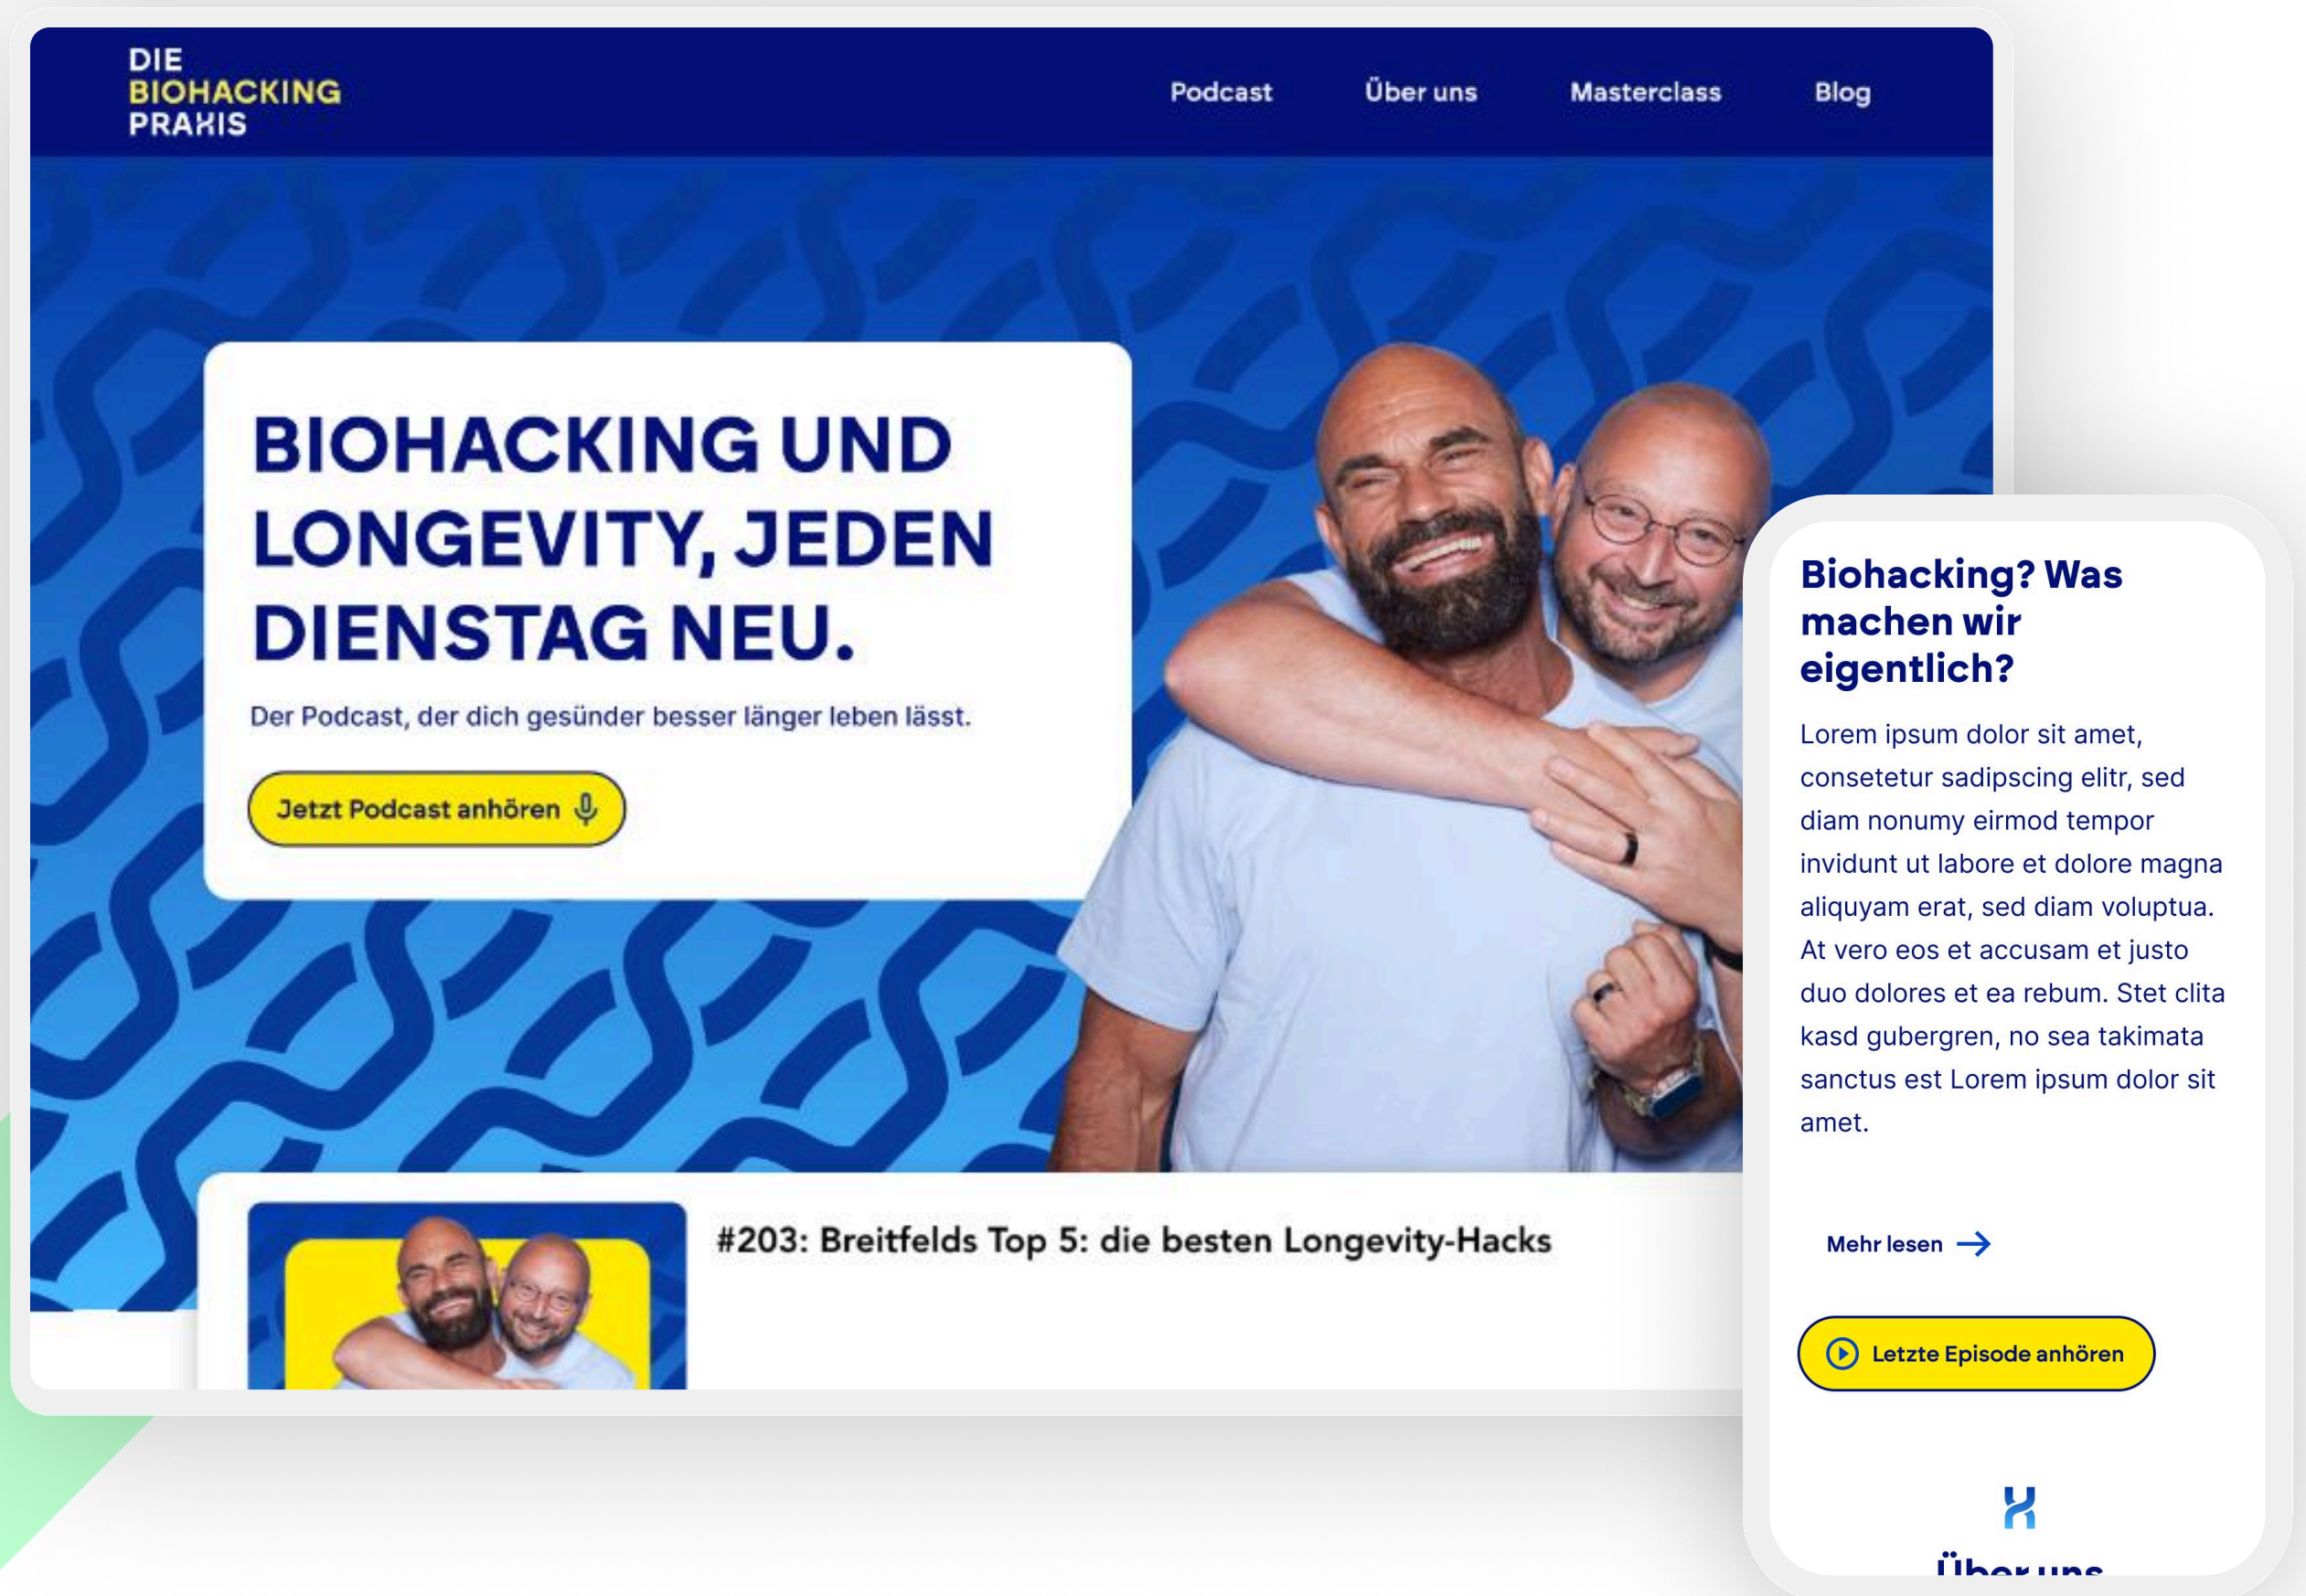 DIE
BIOHACKING
PRAXIS
Podcast Über uns Masterclass Blog
BIOHACKING UND
LONGEVITY, JEDEN
DIENSTAG NEU.
Der Podcast, der dich gesünder besser länger leben lässt.
Jetzt Podcast anhören
#203: Breitfelds Top 5: die besten Longevity-Hacks
Biohacking? Was
machen wir
eigentlich?
Lorem ipsum dolor sit amet,
consetetur sadipscing elitr, sed
diam nonumy eirmod tempor
invidunt ut labore et dolore magna
aliquyam erat, sed diam voluptua.
At vero eos et accusam et justo
duo dolores et ea rebum. Stet clita
kasd gubergren, no sea takimata
sanctus est Lorem ipsum dolor sit
amet.
Mehr lesen
Letzte Episode anhören
Über uns